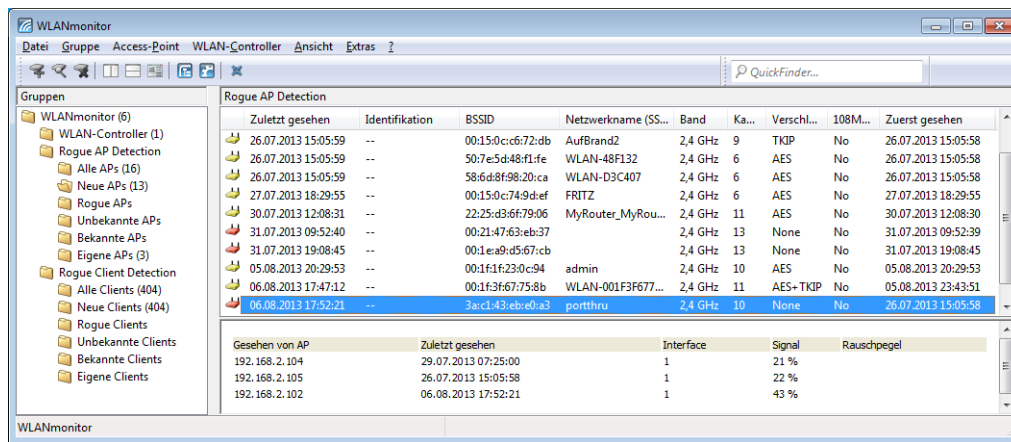 WLANmonitor
Datei Gruppe Access-Point WLAN-Controller Ansicht Extras ?
QuickFinder...
Gruppen
WLANmonitor (6)
WLAN-Controller (1)
Rogue AP Detection
Alle APs (16)
Neue APs (13)
Rogue APs
Unbekannte APs
Bekannte APs
Eigene APs (3)
Rogue Client Detection
Alle Clients (404)
Neue Clients (404)
Rogue Clients
Unbekannte Clients
Bekannte Clients
Eigene Clients
Rogue AP Detection
Zuletzt gesehen Identifikation BSSID Netzwerkname (SS... Band Ka... Verschl... 108M... Zuerst gesehen
26.07.2013 15:05:59 -- 00:15:0c:c6:72:db AufBrand2 2,4 GHz 9 TKIP No 26.07.2013 15:05:58
26.07.2013 15:05:59 -- 50:7e:5d:48:f1:fe WLAN-48F132 2,4 GHz 6 AES No 26.07.2013 15:05:58
26.07.2013 15:05:59 -- 58:6d:8f:98:20:ca WLAN-D3C407 2,4 GHz 6 AES No 26.07.2013 15:05:58
27.07.2013 18:29:55 -- 00:15:0c:74:9d:ef FRITZ 2,4 GHz 6 AES No 27.07.2013 18:29:55
30.07.2013 12:08:31 -- 22:25:d3:6f:79:06 MyRouter_MyRou... 2,4 GHz 11 AES No 30.07.2013 12:08:30
31.07.2013 09:52:40 -- 00:21:47:63:eb:37 2,4 GHz 13 None No 31.07.2013 09:52:39
31.07.2013 19:08:45 -- 00:1e:a9:d5:67:cb 2,4 GHz 13 None No 31.07.2013 19:08:45
05.08.2013 20:29:53 -- 00:1f:1f:23:0c:94 admin 2,4 GHz 10 AES No 05.08.2013 20:29:53
06.08.2013 17:47:12 -- 00:1f:3f:67:75:8b WLAN-001F3F677... 2,4 GHz 11 AES+TKIP No 05.08.2013 23:43:51
06.08.2013 17:52:21 -- 3a:c1:43:eb:e0:a3 portthru 2,4 GHz 10 None No 26.07.2013 15:05:58
Gesehen von AP Zuletzt gesehen Interface Signal Rauschpegel
192.168.2.104 29.07.2013 07:25:00 1 21 %
192.168.2.105 26.07.2013 15:05:58 1 22 %
192.168.2.102 06.08.2013 17:52:21 1 43 %
WLANmonitor